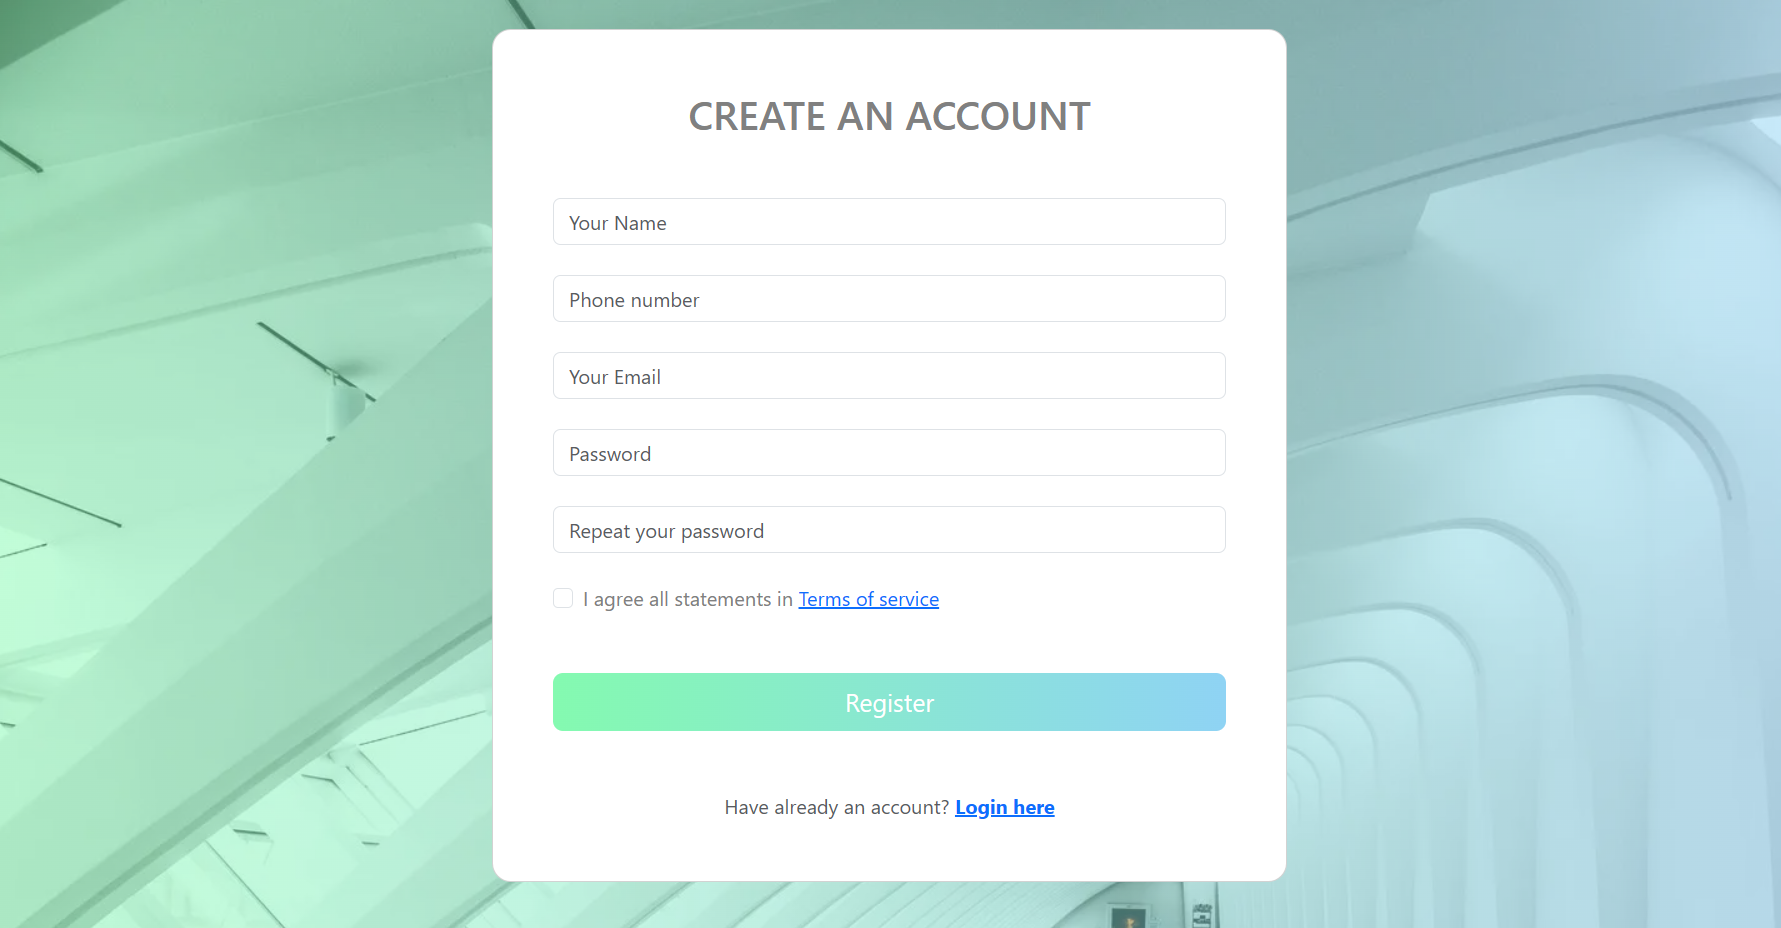 CREATE AN ACCOUNT
Your Name
Phone number
Your Email
Password
Repeat your password
I agree all statements in Terms of service
Register
Have already an account? Login here